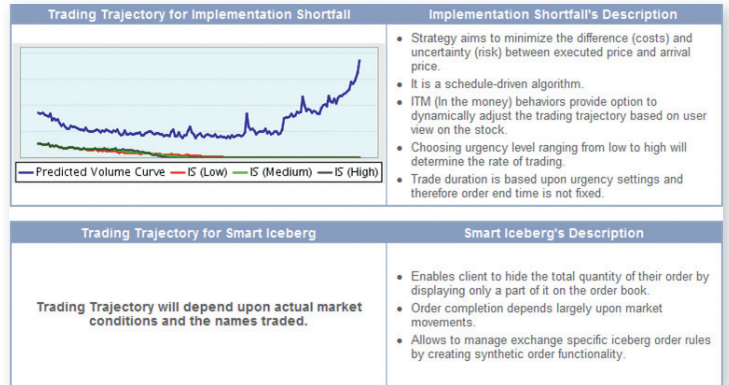 Trading Trajectory for Implementation Shortfall
Implementation Shortfall's Description
Predicted Volume Curve IS (Low) IS (Medium) IS (High)
• Strategy aims to minimize the difference (costs) and
uncertainty (risk) between executed price and arrival
price.
• It is a schedule-driven algorithm.
• ITM (In the money) behaviors provide option to
dynamically adjust the trading trajectory based on user
view on the stock.
• Choosing urgency level ranging from low to high will
determine the rate of trading.
• Trade duration is based upon urgency settings and
therefore order end time is not fixed.
Trading Trajectory for Smart Iceberg
Smart Iceberg's Description
Trading Trajectory will depend upon actual market
conditions and the names traded.
• Enables client to hide the total quantity of their order by
displaying only a part of it on the order book.
• Order completion depends largely upon market
movements.
• Allows to manage exchange specific iceberg order rules
by creating synthetic order functionality.